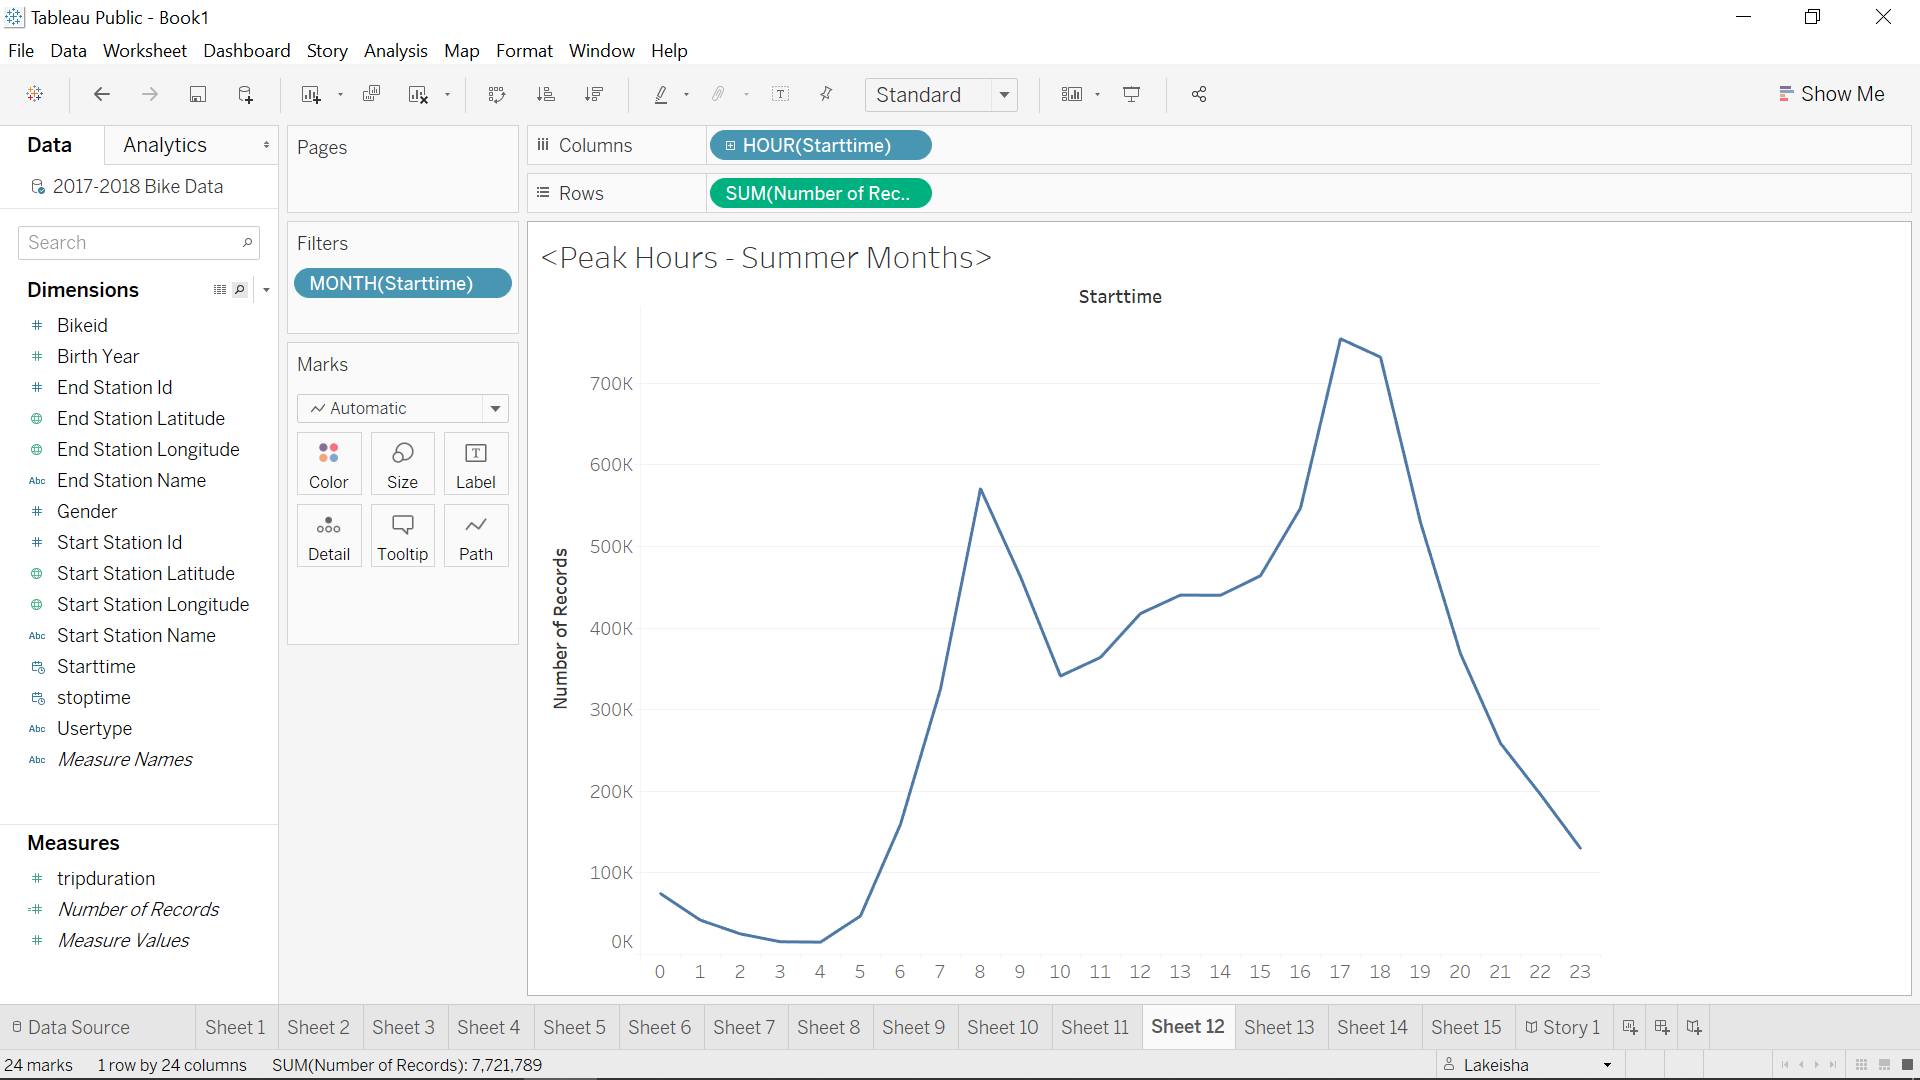 Tableau Public - Book1
File Data Worksheet Dashboard Story Analysis Map Format Window Help
Standard
Show Me
Data Analytics
2017-2018 Bike Data
Search
Dimensions
# Bikeid
# Birth Year
# End Station Id
End Station Latitude
End Station Longitude
Abc End Station Name
# Gender
# Start Station Id
Start Station Latitude
Start Station Longitude
Abc Start Station Name
Starttime
stoptime
Abc Usertype
Abc Measure Names
Measures
# tripduration
=# Number of Records
# Measure Values
Pages
Filters
MONTH(Starttime)
Marks
Automatic
Color Size Label
Detail Tooltip Path
Columns HOUR(Starttime)
Rows SUM(Number of Rec..
<Peak Hours - Summer Months>
Starttime
Number of Records
700K
600K
500K
400K
300K
200K
100K
0K
0 1 2 3 4 5 6 7 8 9 10 11 12 13 14 15 16 17 18 19 20 21 22 23
Data Source Sheet 1 Sheet 2 Sheet 3 Sheet 4 Sheet 5 Sheet 6 Sheet 7 Sheet 8 Sheet 9 Sheet 10 Sheet 11 Sheet 12 Sheet 13 Sheet 14 Sheet 15 Story 1
24 marks 1 row by 24 columns SUM(Number of Records): 7,721,789 Lakeisha